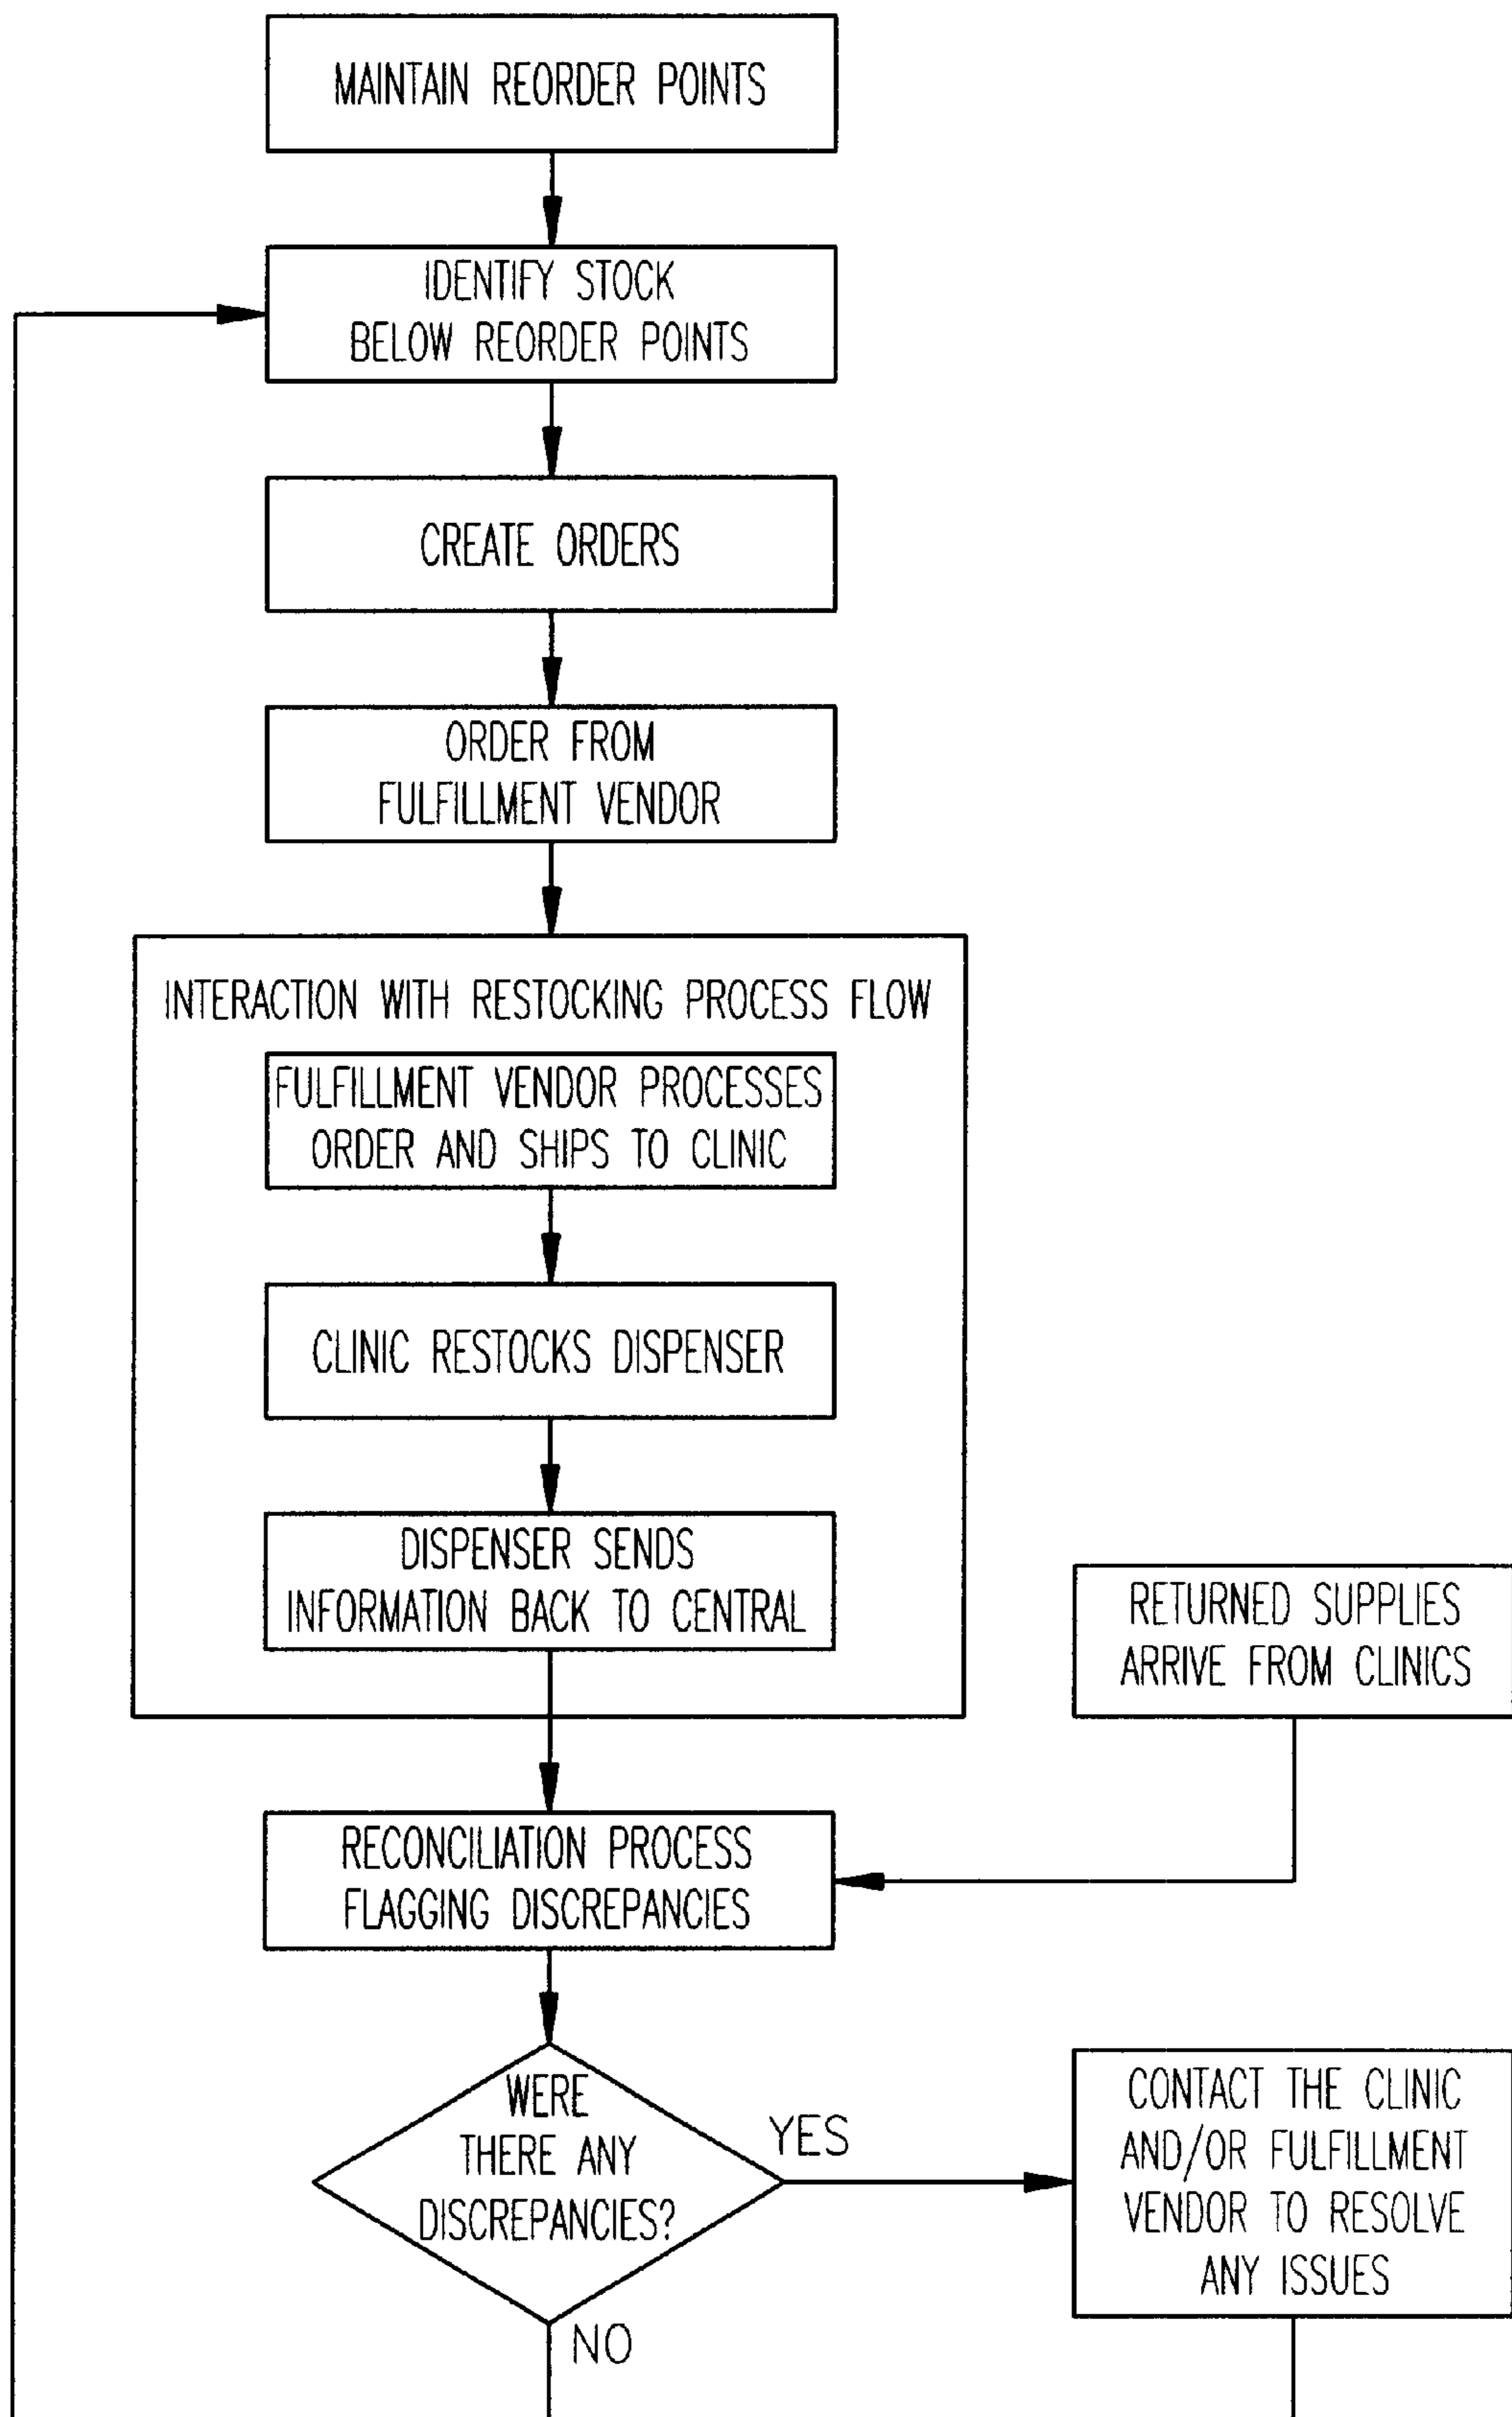 MAINTAIN REORDER POINTS
IDENTIFY STOCK
BELOW REORDER POINTS
CREATE ORDERS
ORDER FROM
FULFILLMENT VENDOR
INTERACTION WITH RESTOCKING PROCESS FLOW
FULFILLMENT VENDOR PROCESSES
ORDER AND SHIPS TO CLINIC
CLINIC RESTOCKS DISPENSER
DISPENSER SENDS
INFORMATION BACK TO CENTRAL
RETURNED SUPPLIES
ARRIVE FROM CLINICS
RECONCILIATION PROCESS
FLAGGING DISCREPANCIES
WERE
THERE ANY
DISCREPANCIES?
YES
CONTACT THE CLINIC
AND/OR FULFILLMENT
VENDOR TO RESOLVE
ANY ISSUES
NO